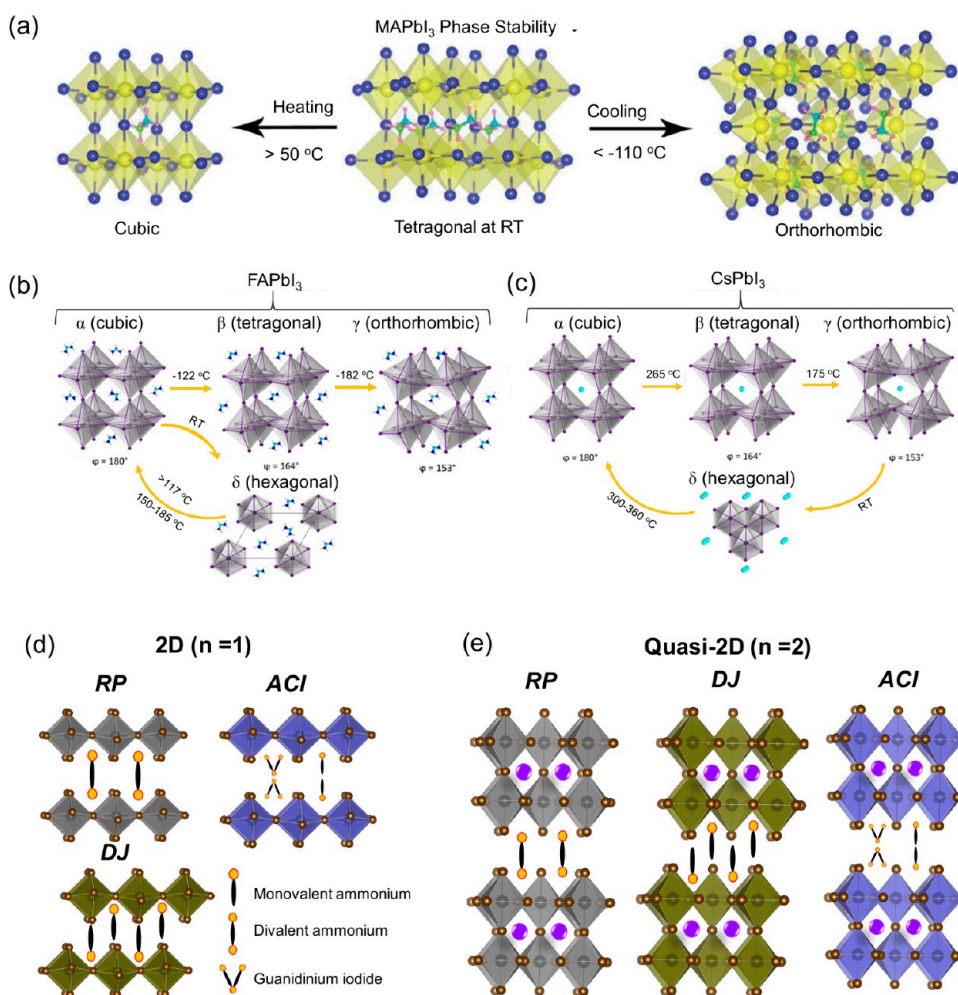 (a)
MAPbI₃ Phase Stability
Heating
> 50 °C
Cooling
< -110 °C
Cubic
Tetragonal at RT
Orthorhombic
(b)
FAPbI₃
α (cubic)
β (tetragonal)
γ (orthorhombic)
-122 °C
-182 °C
RT
φ = 180°
φ = 164°
φ = 153°
δ (hexagonal)
>117 °C
150-185 °C
(c)
CsPbI₃
α (cubic)
β (tetragonal)
γ (orthorhombic)
265 °C
175 °C
φ = 180°
φ = 164°
φ = 153°
δ (hexagonal)
300-360 °C
RT
(d)
2D (n =1)
RP
ACI
DJ
Monovalent ammonium
Divalent ammonium
Guanidinium iodide
(e)
Quasi-2D (n =2)
RP
DJ
ACI